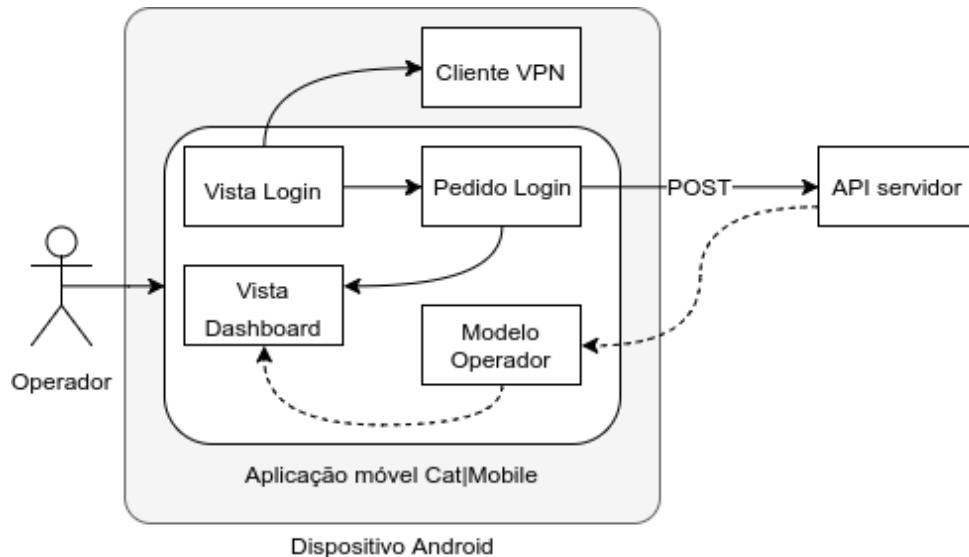 Cliente VPN
Vista Login
Pedido Login
POST
API servidor
Vista
Dashboard
Modelo
Operador
Operador
Aplicação móvel Cat|Mobile
Dispositivo Android